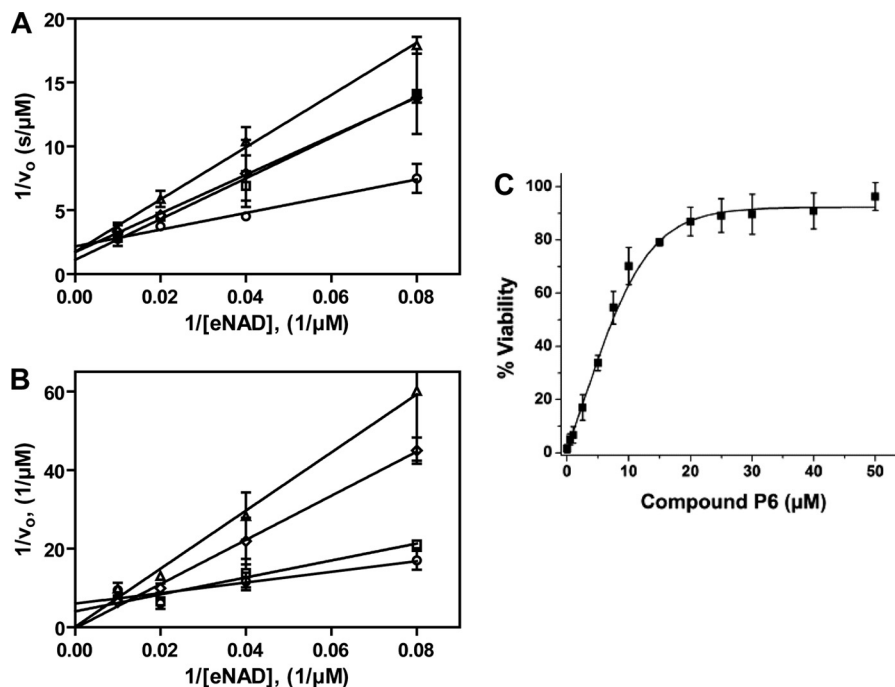 A
20
15
10
5
0
1/vo (s/µM)
0.00 0.02 0.04 0.06 0.08
1/[eNAD], (1/µM)
B
60
40
20
0
1/vo, (1/µM)
0.00 0.02 0.04 0.06 0.08
1/[eNAD], (1/µM)
C
100
80
60
40
20
0
% Viability
0 10 20 30 40 50
Compound P6 (µM)